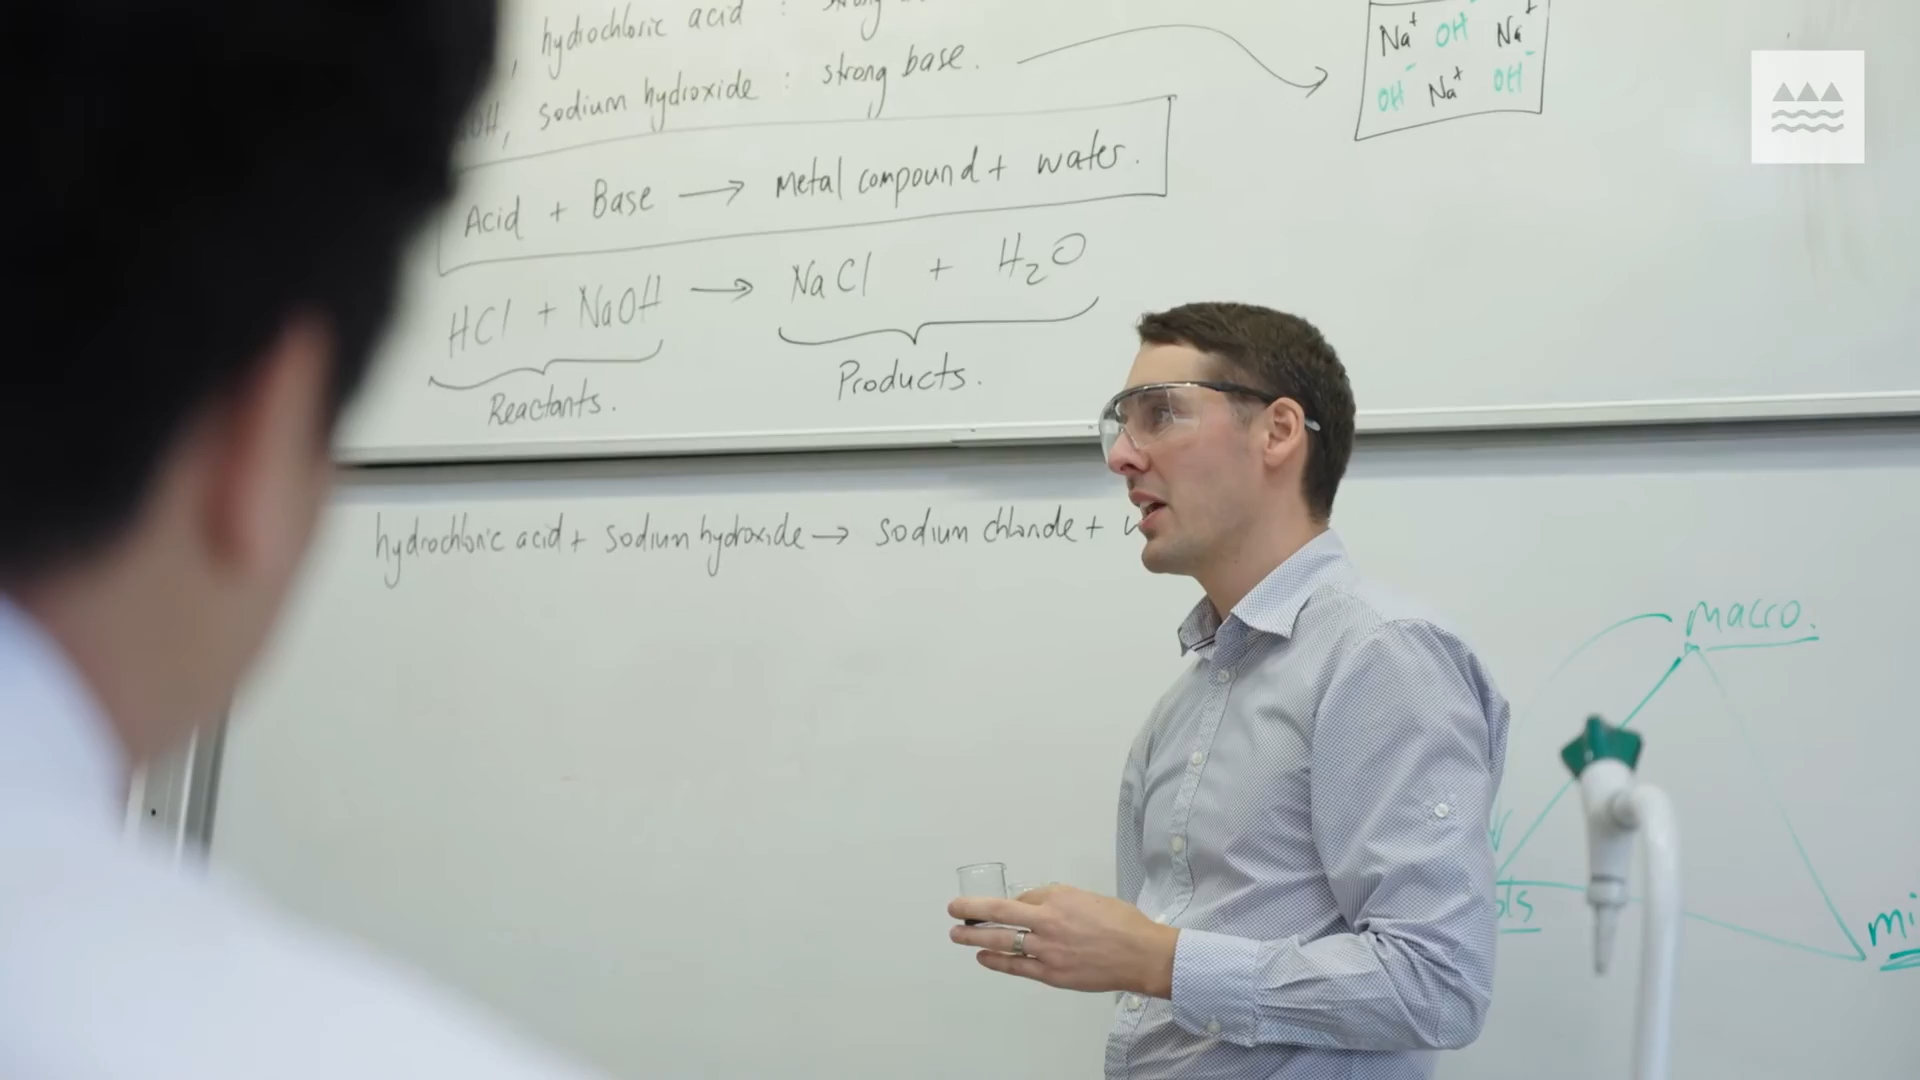 hydrochloric acid : strong
sodium hydroxide : strong base.
Na⁺ OH⁻ Na⁺
OH⁻ Na⁺ OH⁻
Acid + Base → Metal compound + water.
HCl + NaOH → NaCl + H₂O
Reactants. Products.
hydrochloric acid + sodium hydroxide → sodium chloride +
macro.